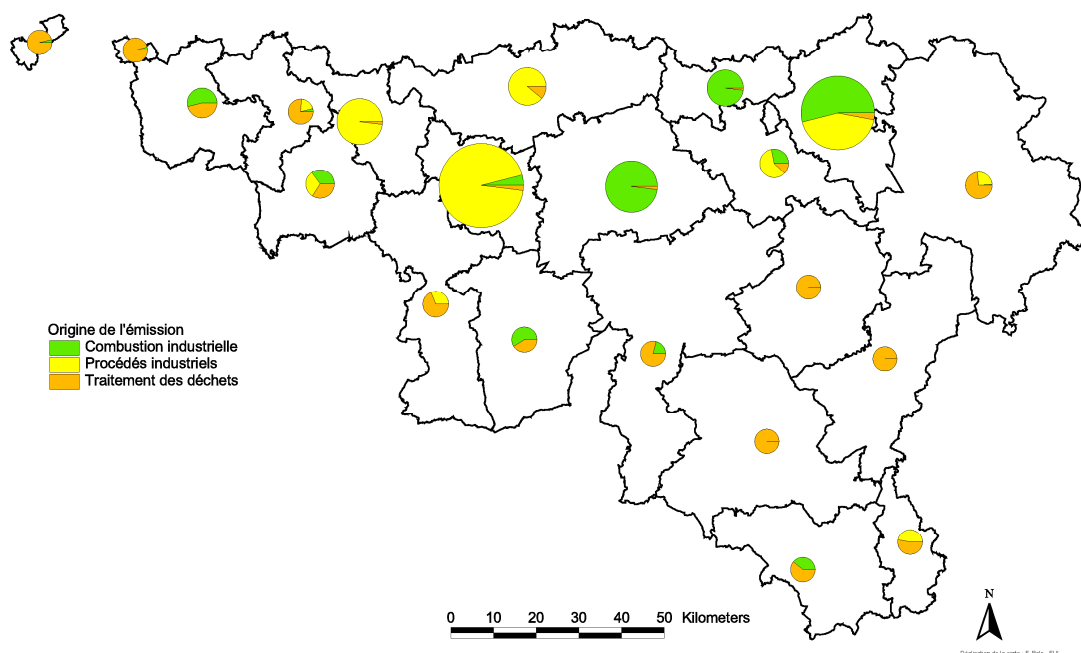 Origine de l'émission
Combustion industrielle
Procédés industriels
Traitement des déchets
0 10 20 30 40 50 Kilometers
N